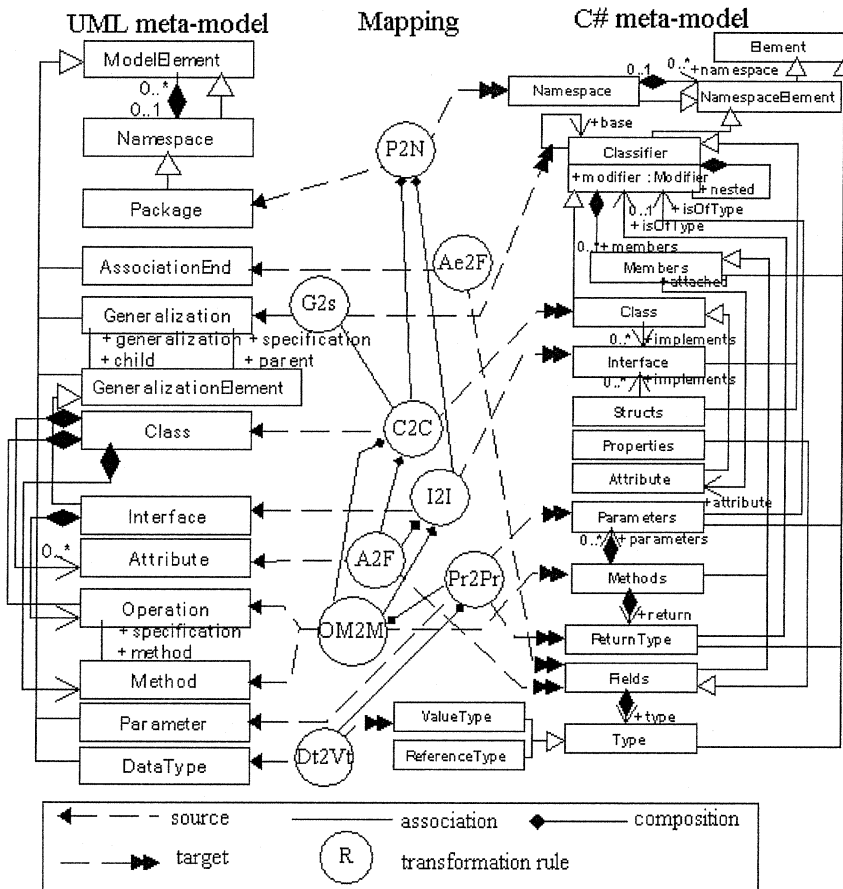 UML meta-model
Mapping
C# meta-model
ModelElement
0..*
0..1
Namespace
Package
AssociationEnd
Generalization
+ generalization + specification
+ child
+ parent
GeneralizationElement
Class
Interface
0..*
Attribute
Operation
+ specification
+ method
Method
Parameter
DataType
P2N
Ae2F
G2s
C2C
I2I
A2F
Pr2Pr
OM2M
Dt2Vt
Element
0..1
0..*
+namespace
Namespace
NamespaceElement
+base
Classifier
+modifier : Modifier
+nested
0..1
+isOfType
+isOfType
0..*
+members
Members
+attached
Class
0..*
+implements
Interface
0..*
+implements
Structs
Properties
Attribute
+attribute
Parameters
0..*
+parameters
Methods
+return
ReturnType
Fields
+type
ValueType
Type
ReferenceType
source
association
composition
target
R
transformation rule